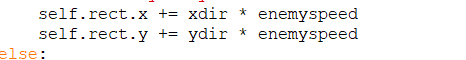 self.rect.x += xdir * enemyspeed
self.rect.y += ydir * enemyspeed
else: